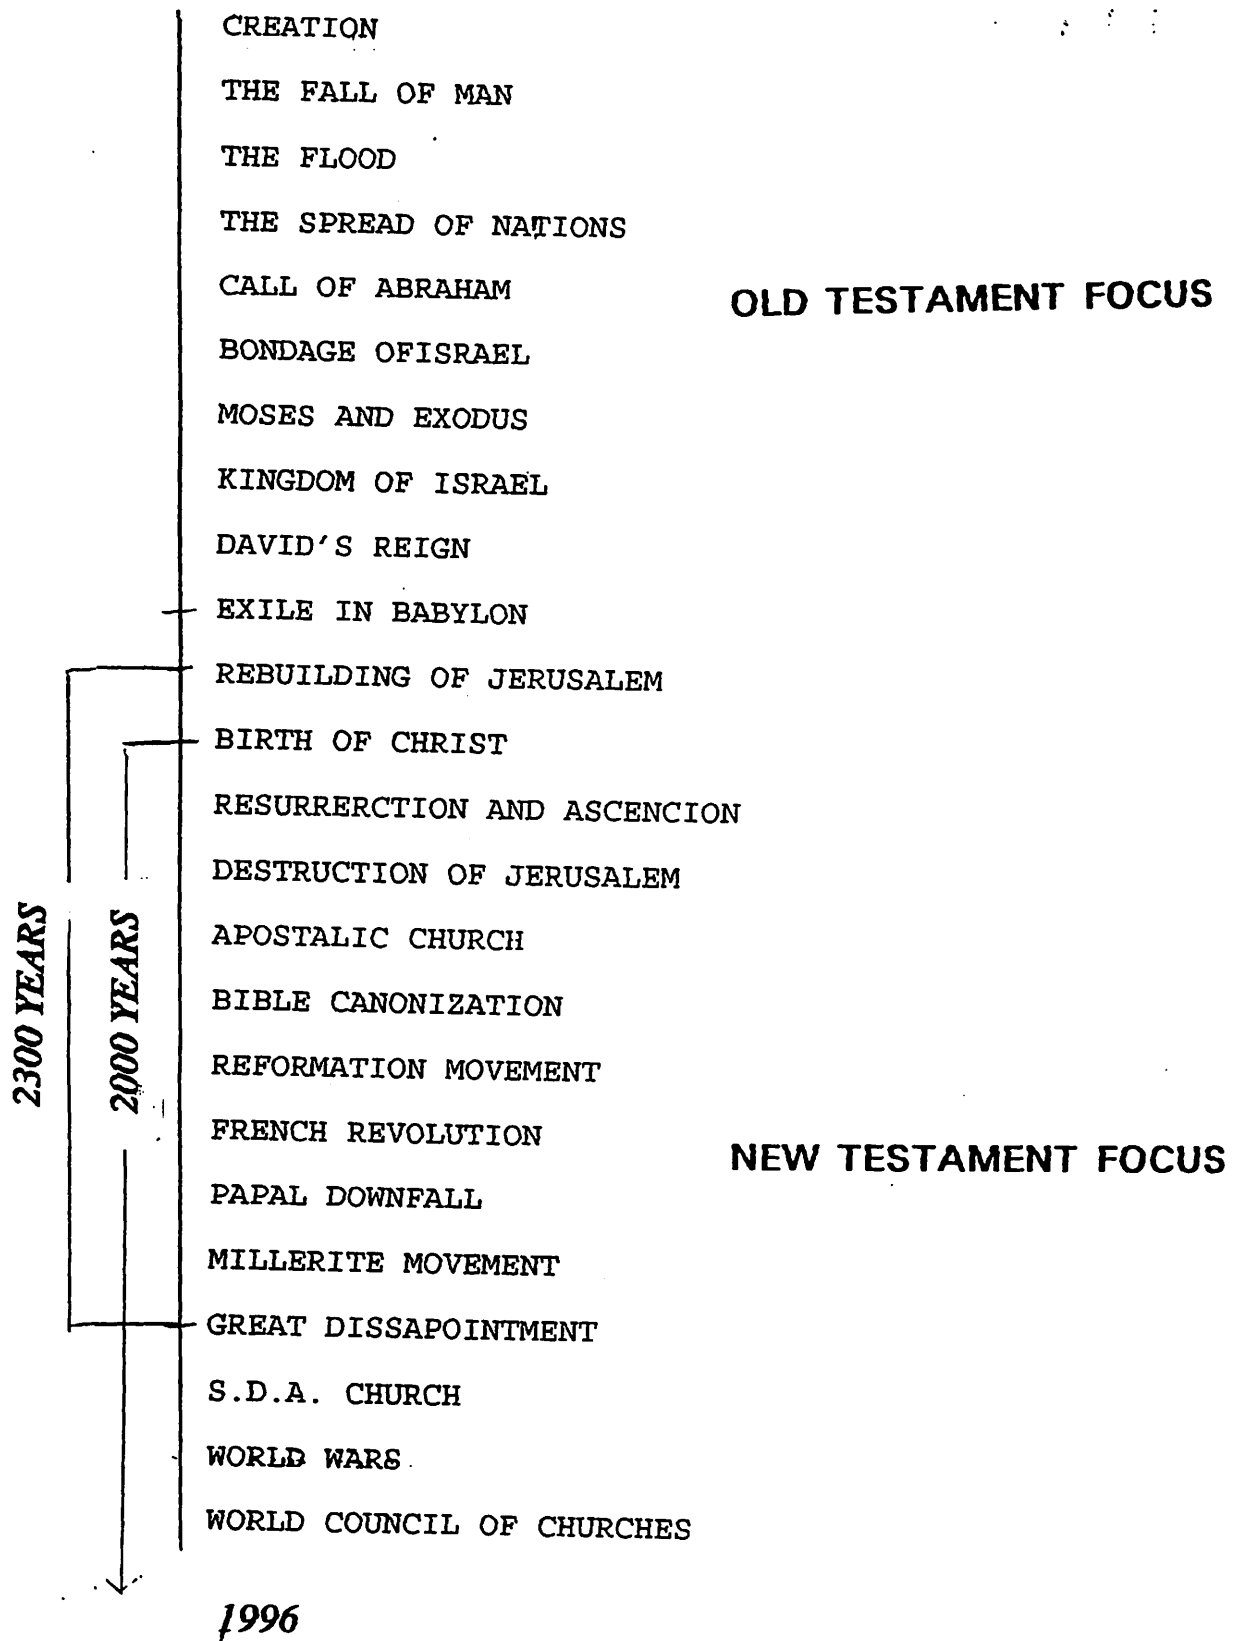 CREATION
THE FALL OF MAN
THE FLOOD
THE SPREAD OF NATIONS
CALL OF ABRAHAM
OLD TESTAMENT FOCUS
BONDAGE OFISRAEL
MOSES AND EXODUS
KINGDOM OF ISRAEL
DAVID'S REIGN
EXILE IN BABYLON
REBUILDING OF JERUSALEM
BIRTH OF CHRIST
RESURRERCTION AND ASCENCION
DESTRUCTION OF JERUSALEM
APOSTALIC CHURCH
BIBLE CANONIZATION
2300 YEARS
2000 YEARS
REFORMATION MOVEMENT
FRENCH REVOLUTION
NEW TESTAMENT FOCUS
PAPAL DOWNFALL
MILLERITE MOVEMENT
GREAT DISSAPOINTMENT
S.D.A. CHURCH
WORLD WARS
WORLD COUNCIL OF CHURCHES
1996